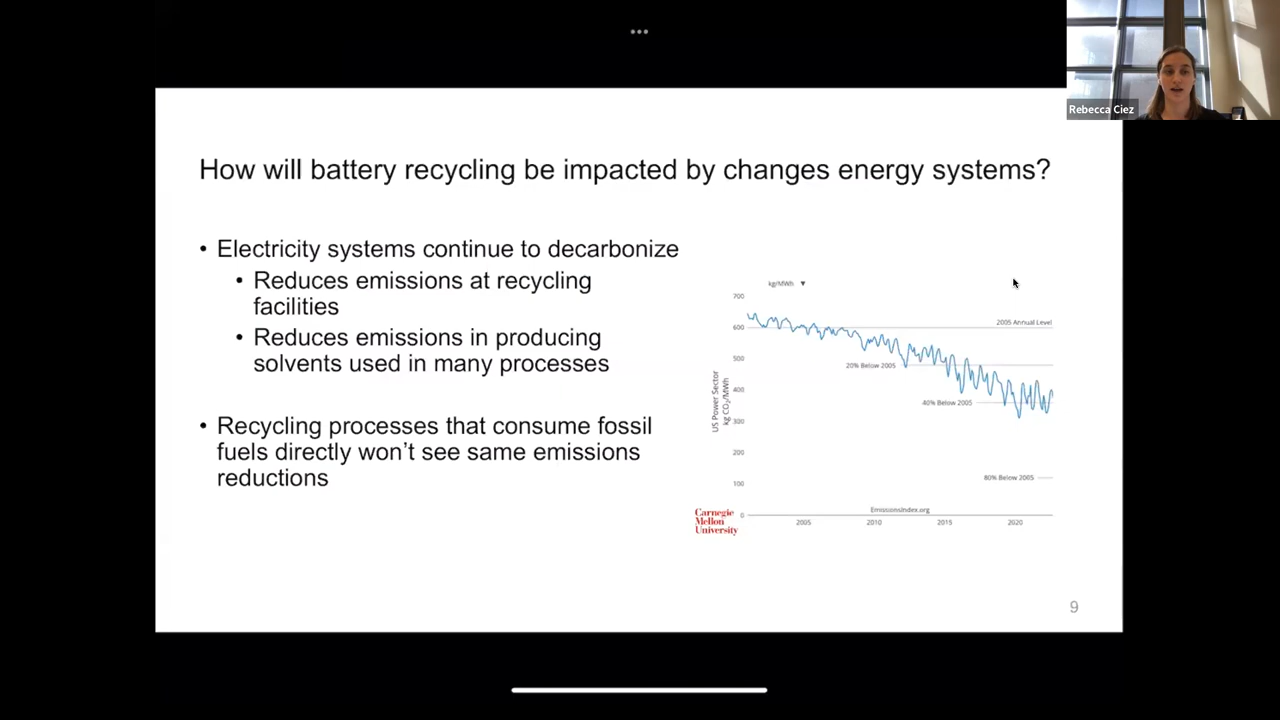 Rebecca Ciez
How will battery recycling be impacted by changes energy systems?
• Electricity systems continue to decarbonize
• Reduces emissions at recycling
facilities
• Reduces emissions in producing
solvents used in many processes
• Recycling processes that consume fossil
fuels directly won't see same emissions
reductions
kg/MWh ▼
700
600
500
400
300
200
100
0
US Power Sector
kg CO₂/MWh
2005 Annual Level
20% Below 2005
40% Below 2005
80% Below 2005
EmissionsIndex.org
2005
2010
2015
2020
Carnegie
Mellon
University
9